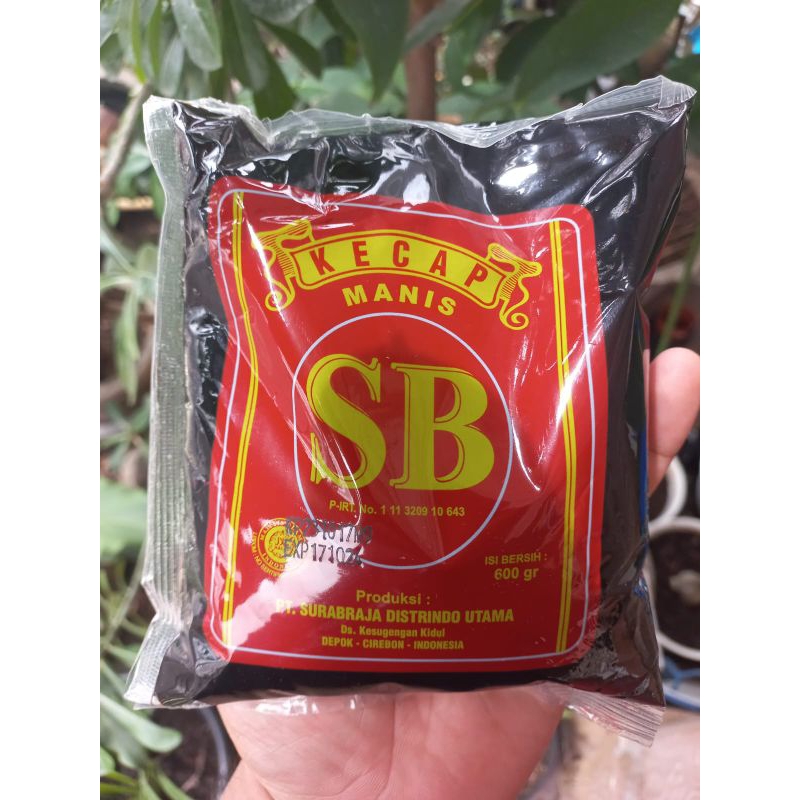 KECAP
MANIS
SB
P-IRT. No. 1 11 3209 10 643
ISI BERSIH :
600 gr
Produksi :
PT. SURABRAJA DISTRINDO UTAMA
Ds. Kesugengan Kidul
DEPOK - CIREBON - INDONESIA